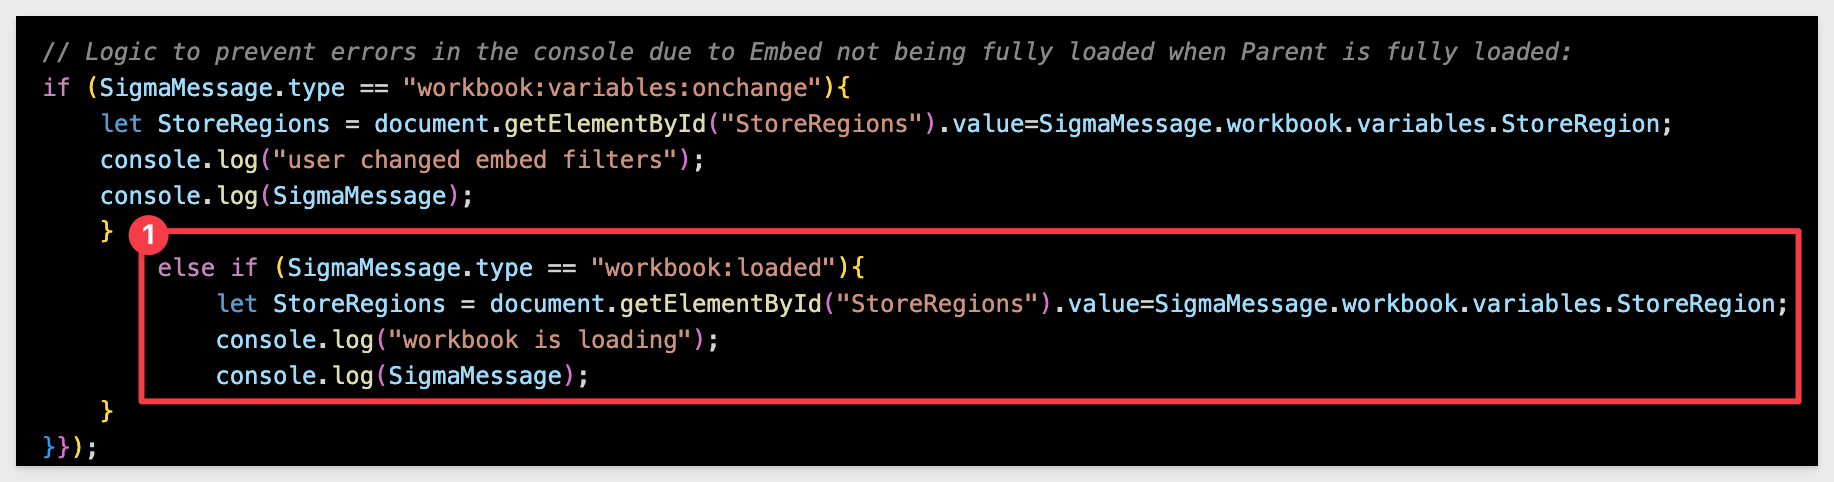 // Logic to prevent errors in the console due to Embed not being fully loaded when Parent is fully loaded:
if (SigmaMessage.type == "workbook:variables:onchange"){
    let StoreRegions = document.getElementById("StoreRegions").value=SigmaMessage.workbook.variables.StoreRegion;
    console.log("user changed embed filters");
    console.log(SigmaMessage);
    }
1
        else if (SigmaMessage.type == "workbook:loaded"){
            let StoreRegions = document.getElementById("StoreRegions").value=SigmaMessage.workbook.variables.StoreRegion;
            console.log("workbook is loading");
            console.log(SigmaMessage);
    }
}});